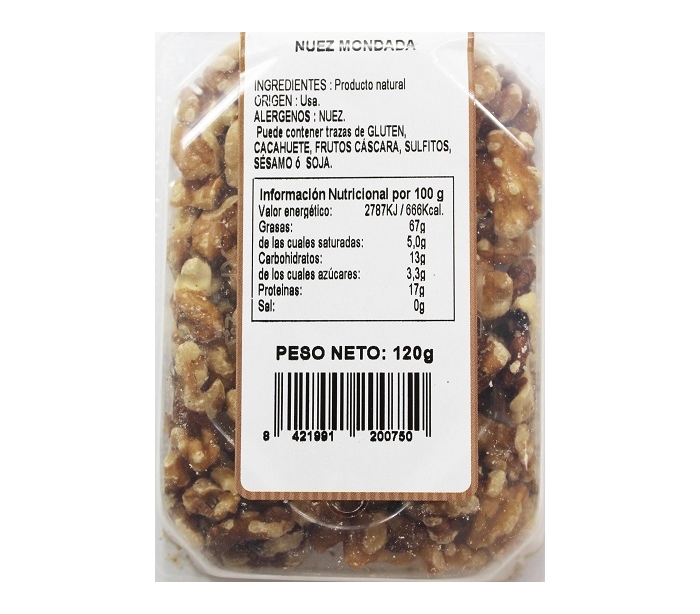 NUEZ MONDADA
INGREDIENTES : Producto natural
ORIGEN : Usa.
ALERGENOS : NUEZ.
Puede contener trazas de GLUTEN,
CACAHUETE, FRUTOS CÁSCARA, SULFITOS,
SÉSAMO ó SOJA.
Información Nutricional por 100 g
Valor energético: 2787KJ / 666Kcal.
Grasas: 67g
de las cuales saturadas: 5,0g
Carbohidratos: 13g
de los cuales azúcares: 3,3g
Proteinas: 17g
Sal: 0g
PESO NETO: 120g
8 421991 200750